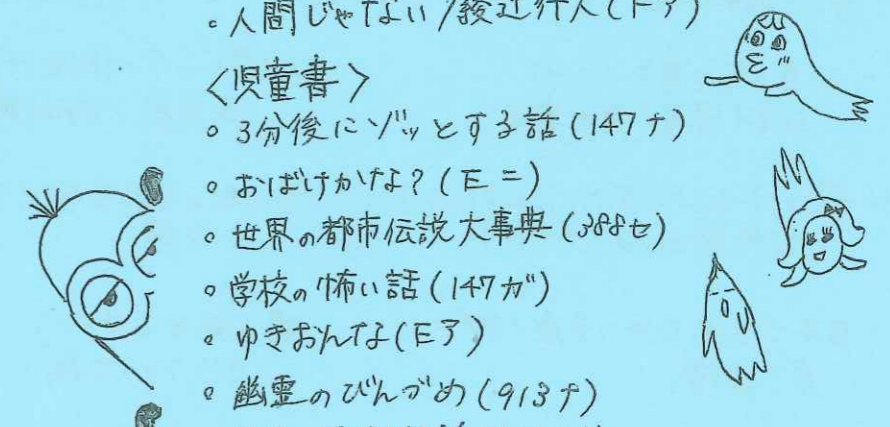 。人間じゃない/綾辻行人(Fア)
<児童書>
。3分後にゾッとする話(147ナ)
。おばけかな?(Eニ)
。世界の都市伝説大事典(388セ)
。学校の怖い話(147ガ)
。ゆきおんな(Eア)
。幽霊のびんづめ(913ナ)